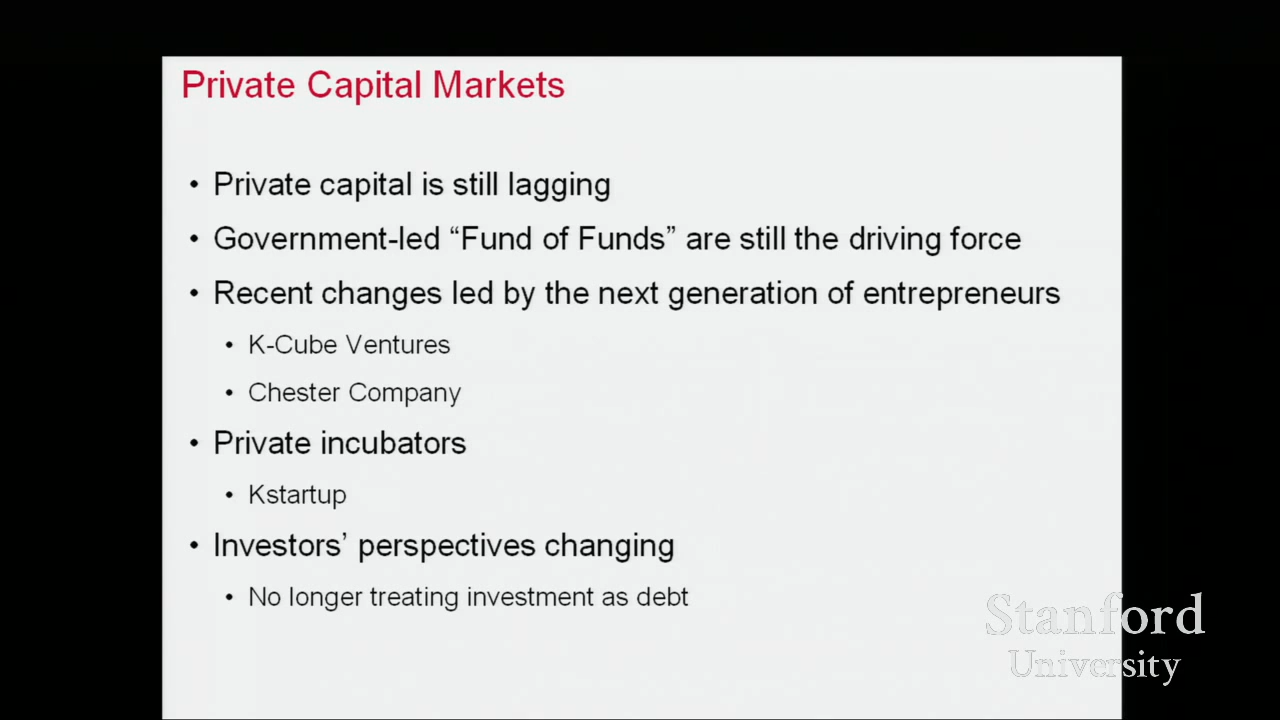 Private Capital Markets
• Private capital is still lagging
• Government-led “Fund of Funds” are still the driving force
• Recent changes led by the next generation of entrepreneurs
• K-Cube Ventures
• Chester Company
• Private incubators
• Kstartup
• Investors’ perspectives changing
• No longer treating investment as debt
Stanford
University